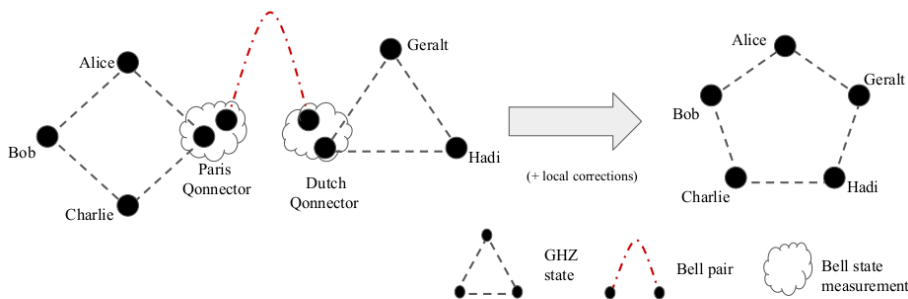 Alice
Bob
Charlie
Paris
Qonnector
Dutch
Qonnector
Geralt
Hadi
(+ local corrections)
Alice
Bob
Geralt
Charlie
Hadi
GHZ
state
Bell pair
Bell state
measurement